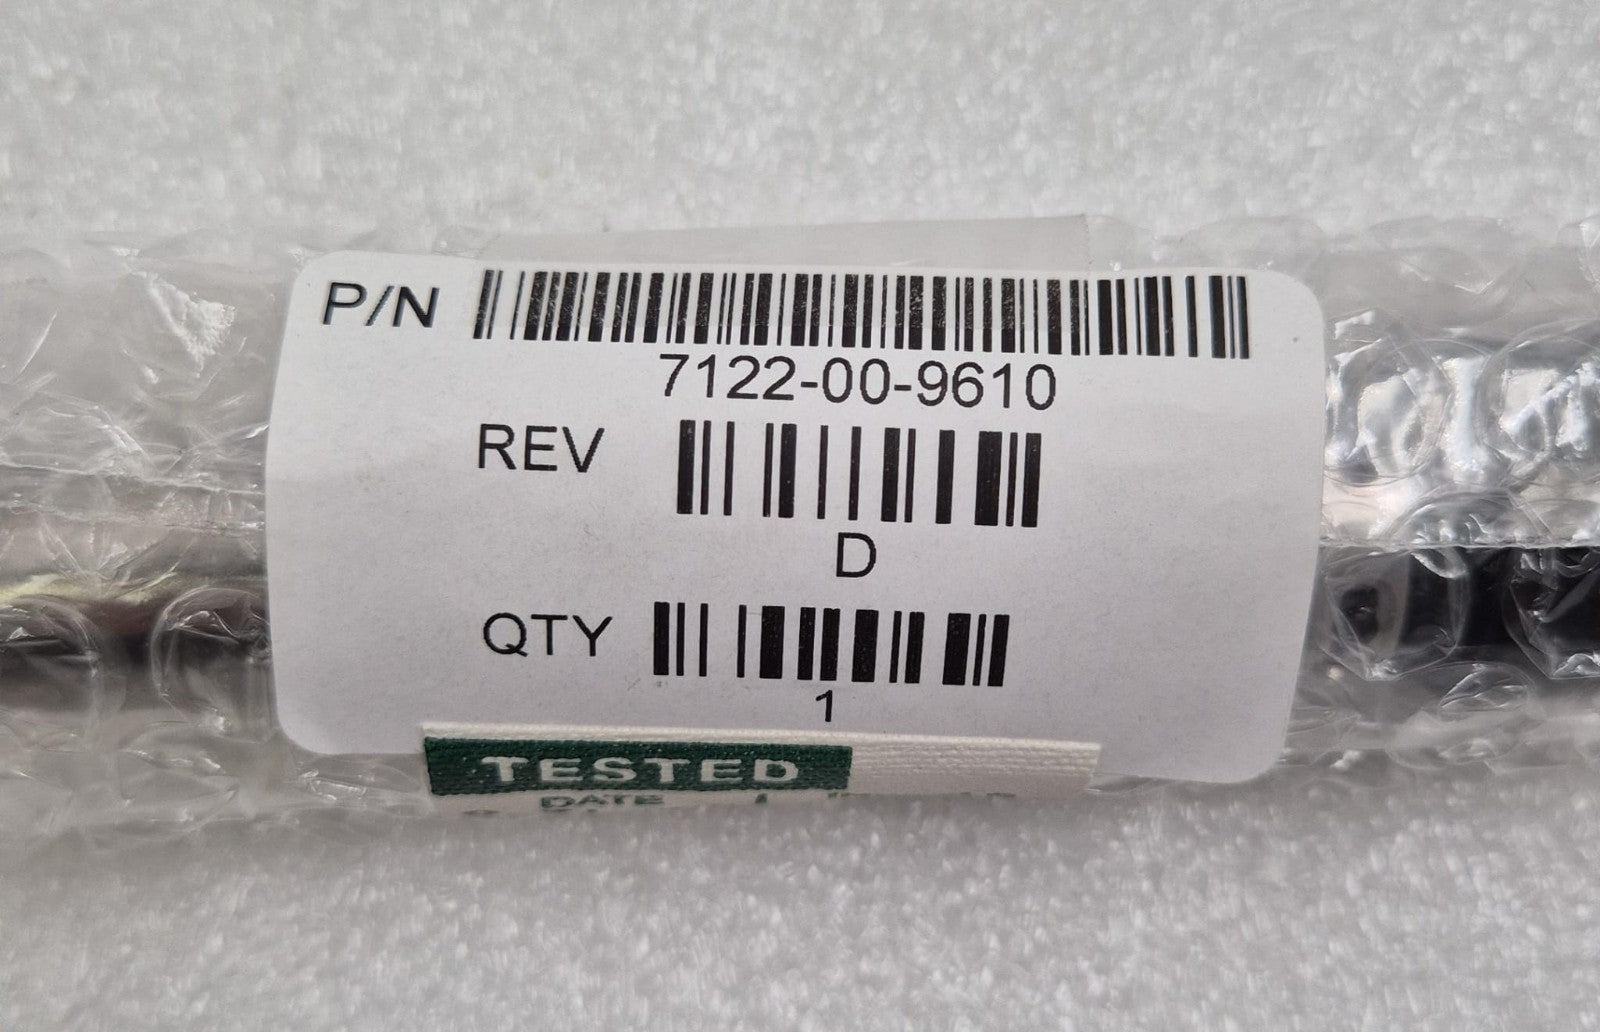 P/N
7122-00-9610
REV
D
QTY
1
TESTED
DATE